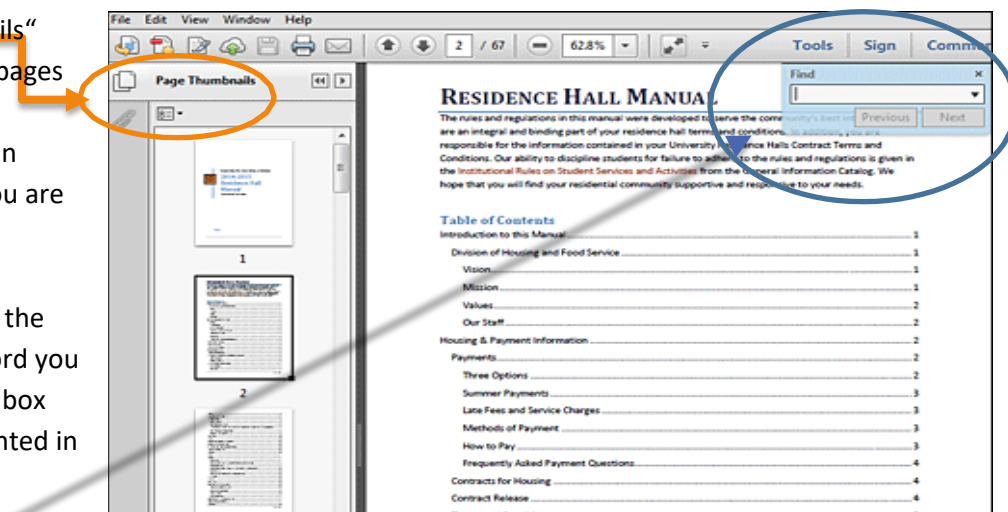 ils“
pages
n
ou are
the
ord you
box
nted in
File Edit View Window Help
2 / 67 62.8% Tools Sign Commen
Page Thumbnails
Find
Previous Next
1
2
RESIDENCE HALL MANUAL
The rules and regulations in this manual were developed to serve the community's best
are an integral and binding part of your residence hall terms and conditions. In addition, you are
responsible for the information contained in your University Residence Halls Contract Terms and
Conditions. Our ability to discipline students for failure to adhere to the rules and regulations is given in
the Institutional Rules on Student Services and Activities from the General Information Catalog. We
hope that you will find your residential community supportive and responsive to your needs.
Table of Contents
Introduction to this Manual 1
Division of Housing and Food Service 1
Vision 1
Mission 1
Values 2
Our Staff 2
Housing & Payment Information 2
Payments 2
Three Options 2
Summer Payments 3
Late Fees and Service Charges 3
Methods of Payment 3
How to Pay 3
Frequently Asked Payment Questions 4
Contracts for Housing 4
Contract Release 4